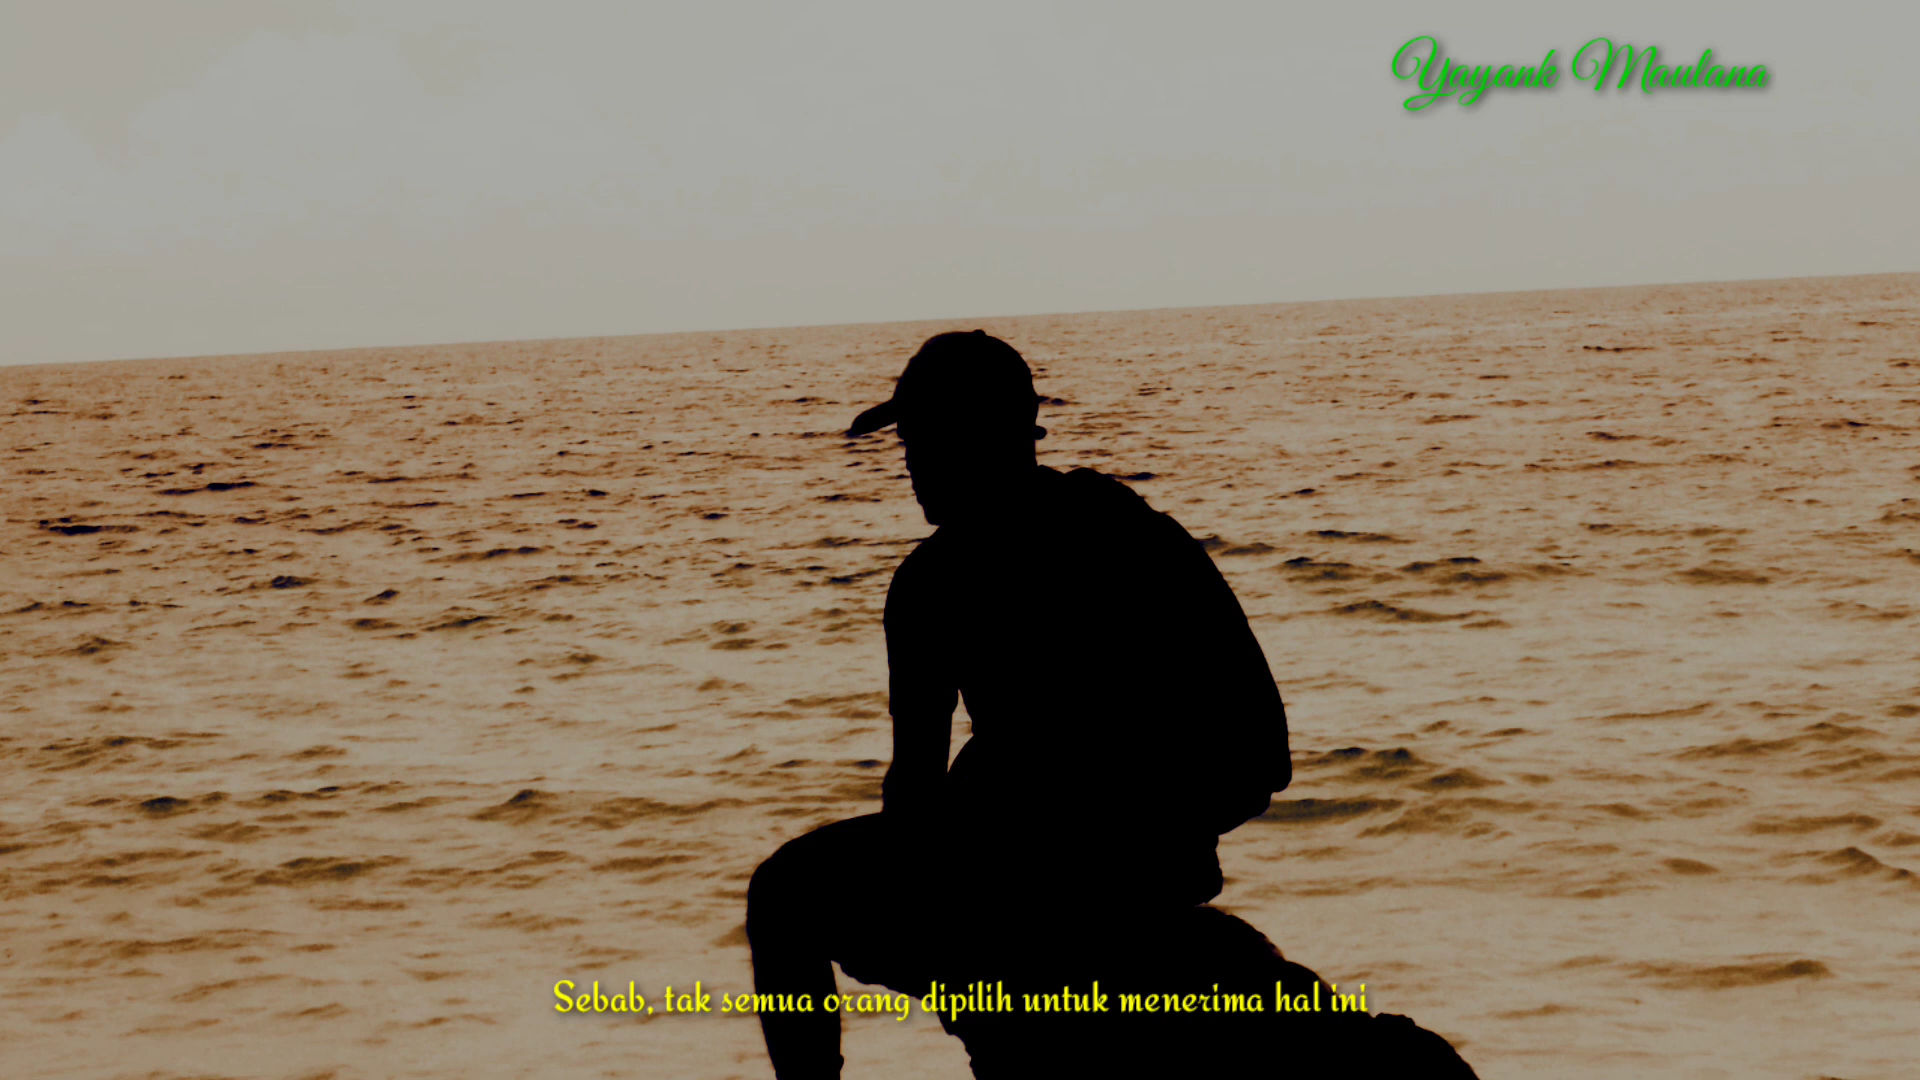 Yayank Maulana
Sebab, tak semua orang dipilih untuk menerima hal ini